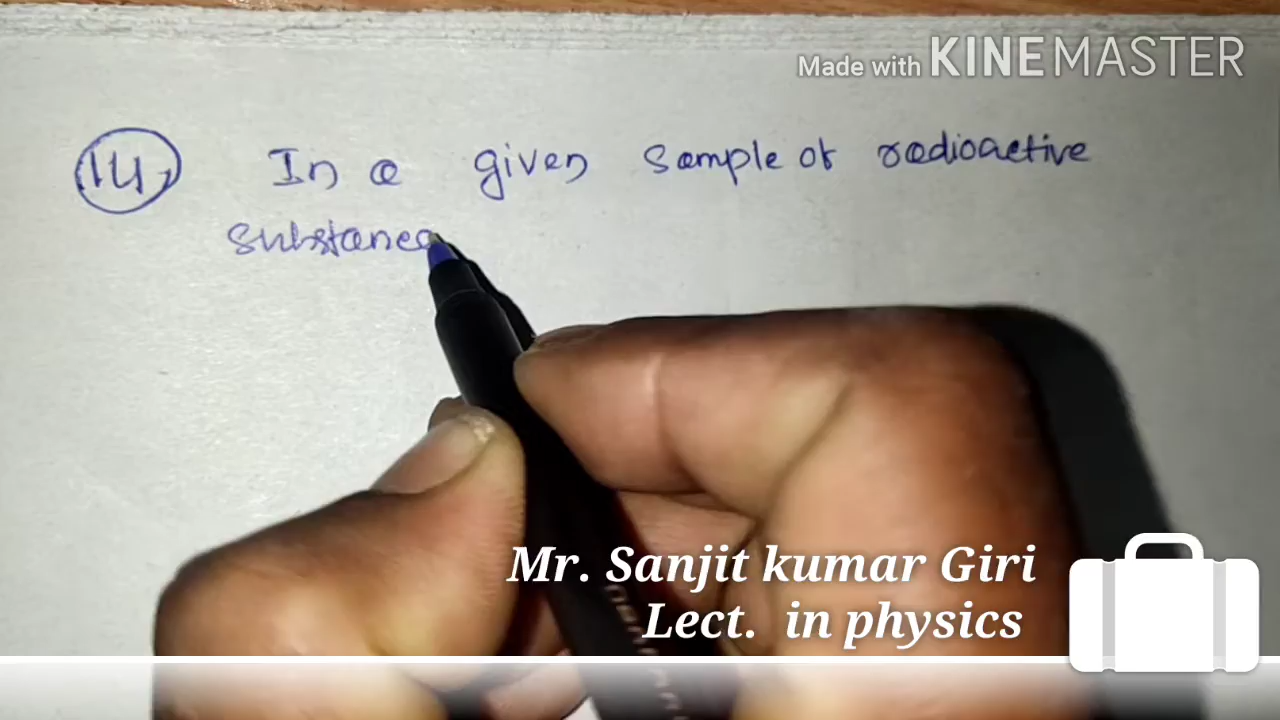 Made with KINEMASTER
14, In a given sample of radioactive
substance
Mr. Sanjit kumar Giri
Lect. in physics